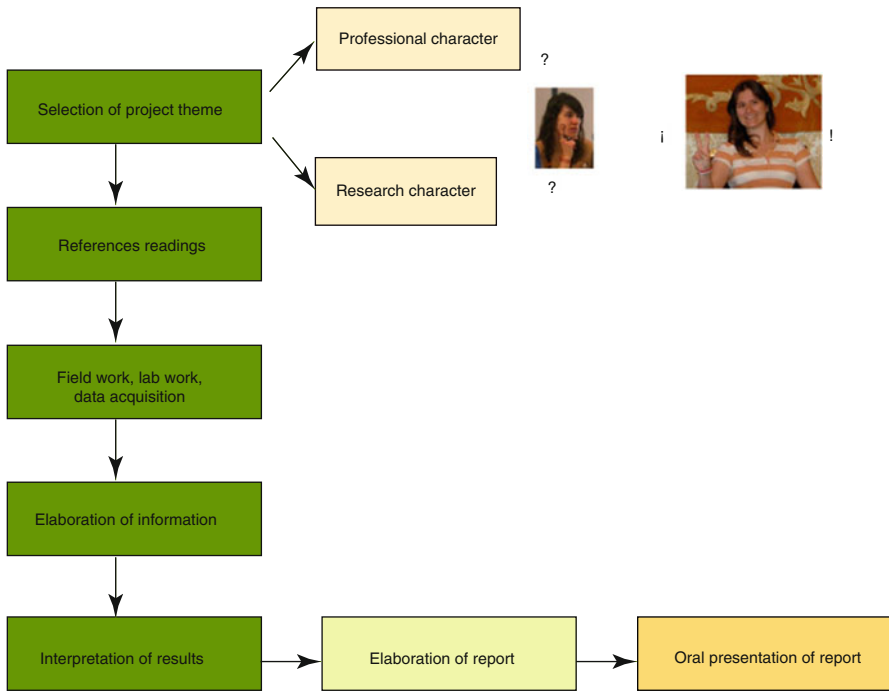 Professional character
?
Selection of project theme
¡
!
Research character
?
References readings
Field work, lab work,
data acquisition
Elaboration of information
Interpretation of results
Elaboration of report
Oral presentation of report